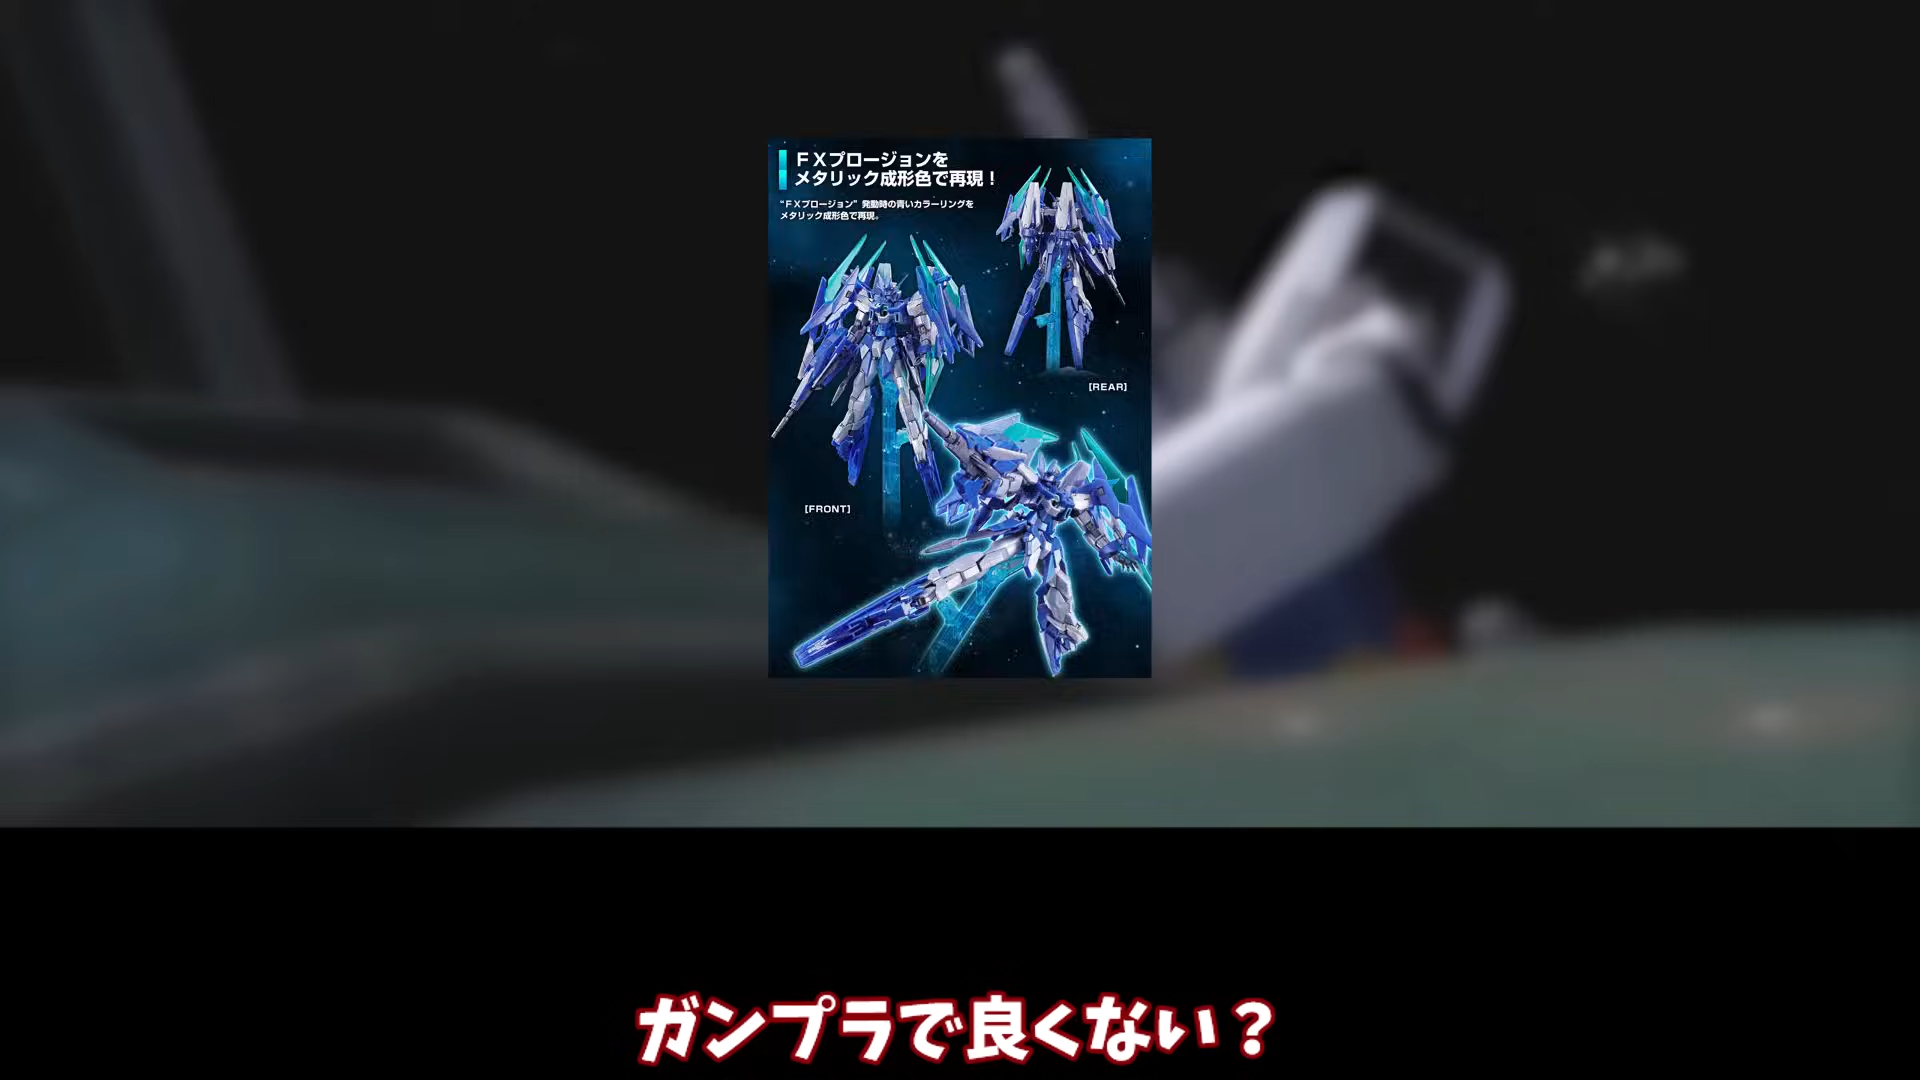 FXプロージョンを
メタリック成形色で再現！
“FXプロージョン”発動時の青いカラーリングを
メタリック成形色で再現。
[REAR]
[FRONT]
ガンプラで良くない？